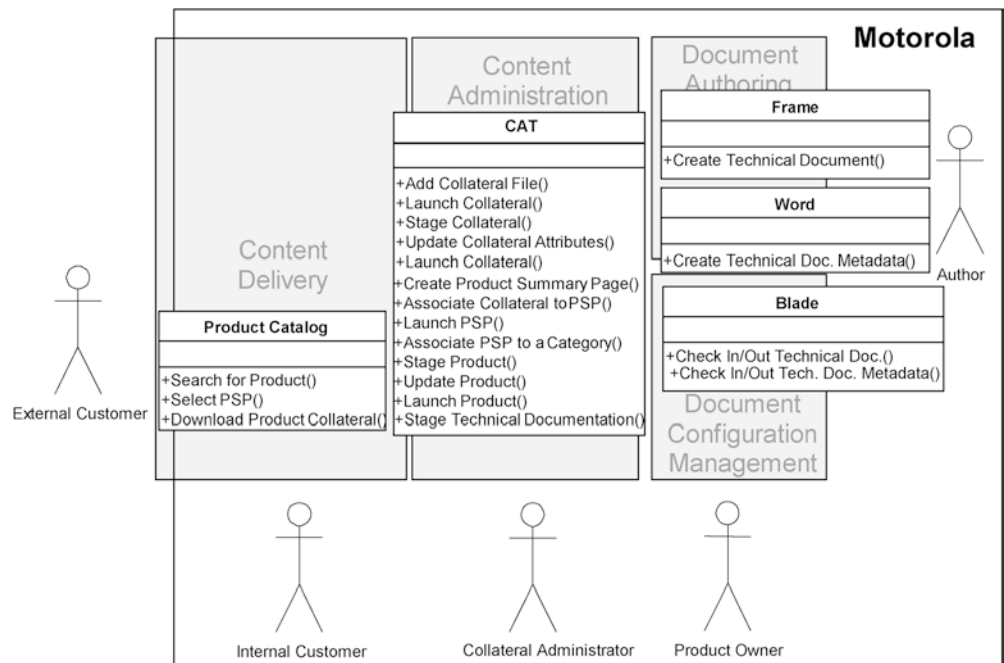 Motorola
Content
Delivery
Product Catalog
+Search for Product()
+Select PSP()
+Download Product Collateral()
Content
Administration
CAT
+Add Collateral File()
+Launch Collateral()
+Stage Collateral()
+Update Collateral Attributes()
+Launch Collateral()
+Create Product Summary Page()
+Associate Collateral to PSP()
+Launch PSP()
+Associate PSP to a Category()
+Stage Product()
+Update Product()
+Launch Product()
+Stage Technical Documentation()
Document
Authoring
Frame
+Create Technical Document()
Word
+Create Technical Doc. Metadata()
Blade
+Check In/Out Technical Doc.()
+Check In/Out Tech. Doc. Metadata()
Document
Configuration
Management
External Customer
Author
Internal Customer
Collateral Administrator
Product Owner